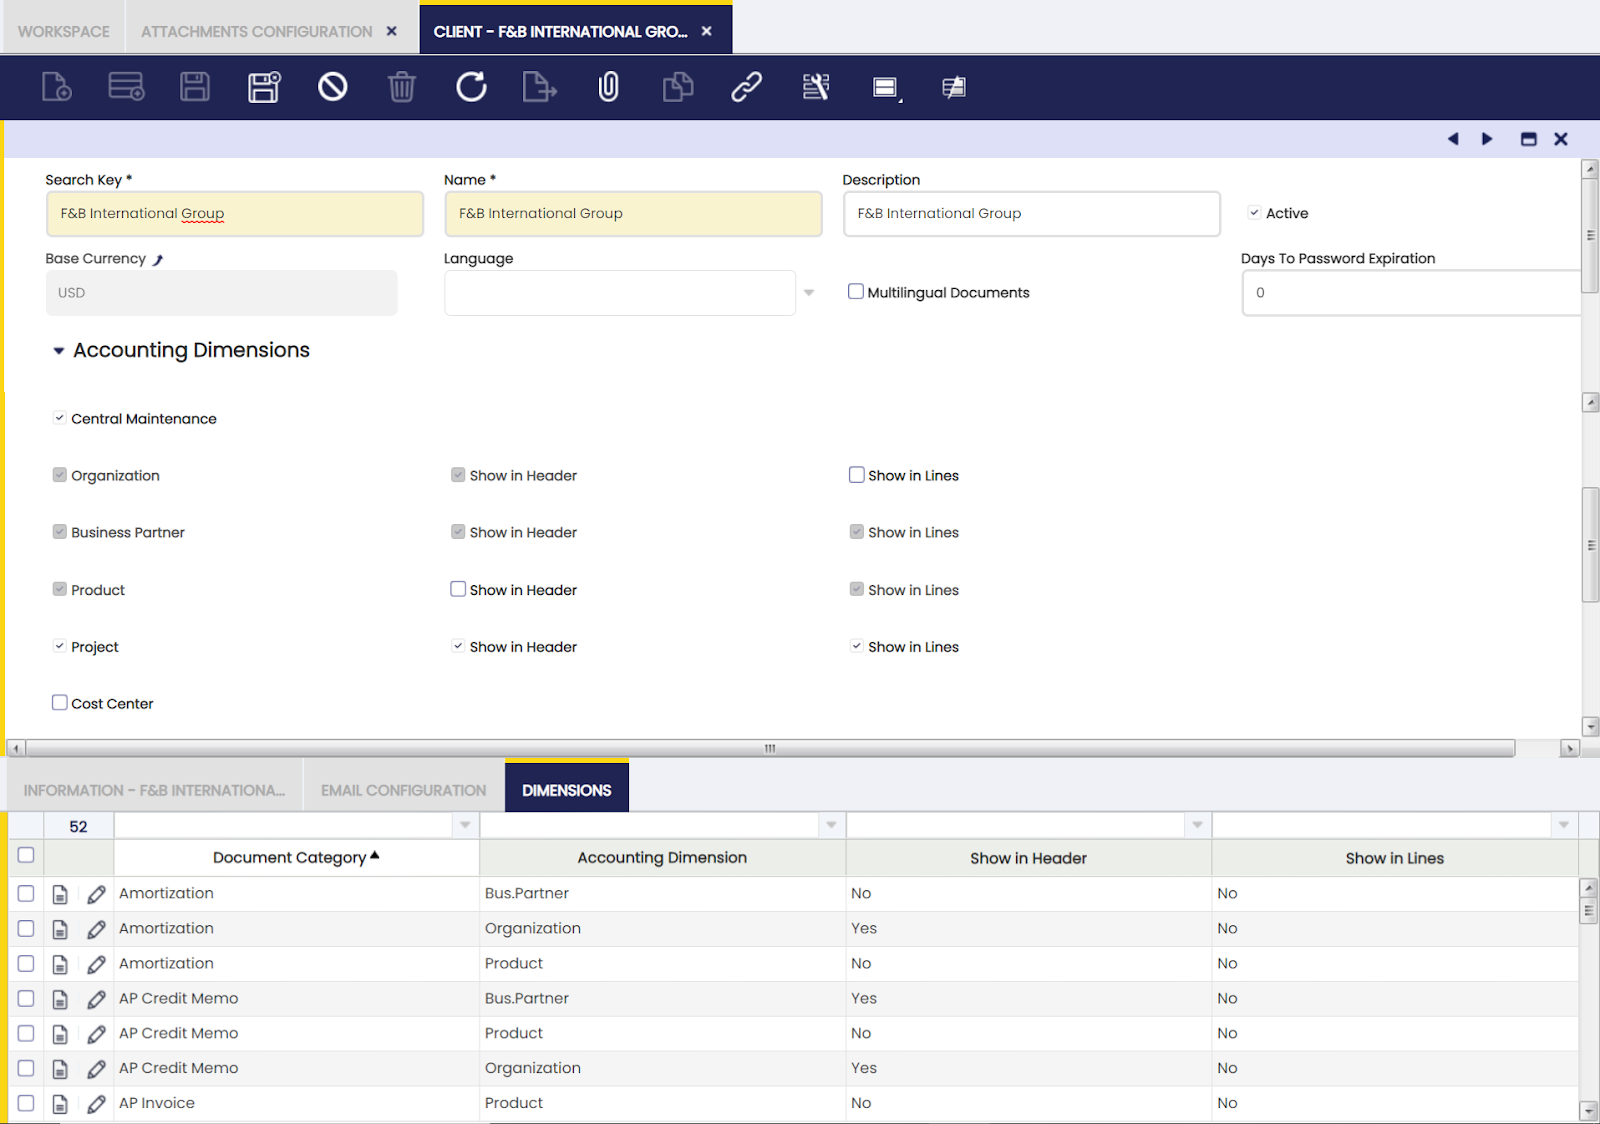 WORKSPACE ATTACHMENTS CONFIGURATION CLIENT - F&B INTERNATIONAL GRO...
Search Key * Name * Description
F&B International Group F&B International Group F&B International Group Active
Base Currency Language Days To Password Expiration
USD Multilingual Documents 0
Accounting Dimensions
Central Maintenance
Organization Show in Header Show in Lines
Business Partner Show in Header Show in Lines
Product Show in Header Show in Lines
Project Show in Header Show in Lines
Cost Center
INFORMATION - F&B INTERNATIONA... EMAIL CONFIGURATION DIMENSIONS
52
Document Category Accounting Dimension Show in Header Show in Lines
Amortization Bus.Partner No No
Amortization Organization Yes No
Amortization Product No No
AP Credit Memo Bus.Partner Yes No
AP Credit Memo Product No No
AP Credit Memo Organization Yes No
AP Invoice Product No No